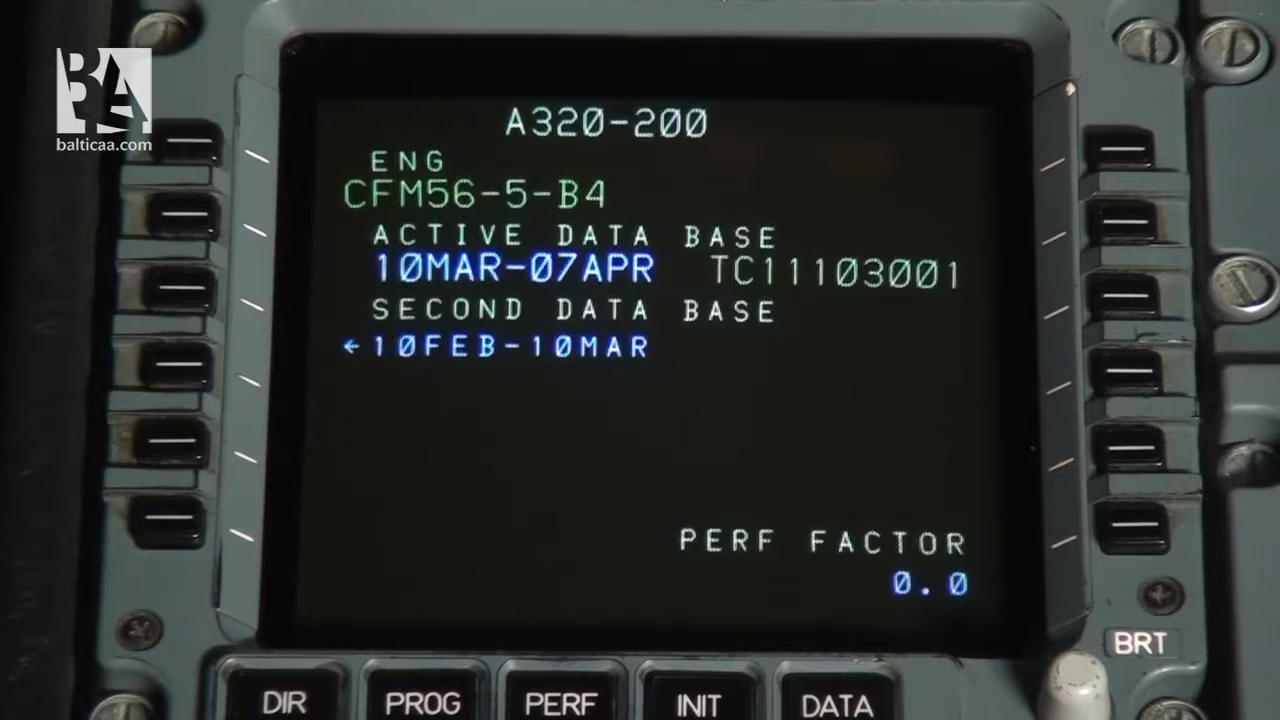 BA
balticaa.com
A320-200
ENG
CFM56-5-B4
ACTIVE DATA BASE
10MAR-07APR TC11103001
SECOND DATA BASE
←10FEB-10MAR
PERF FACTOR
0.0
BRT
DIR PROG PERF INIT DATA